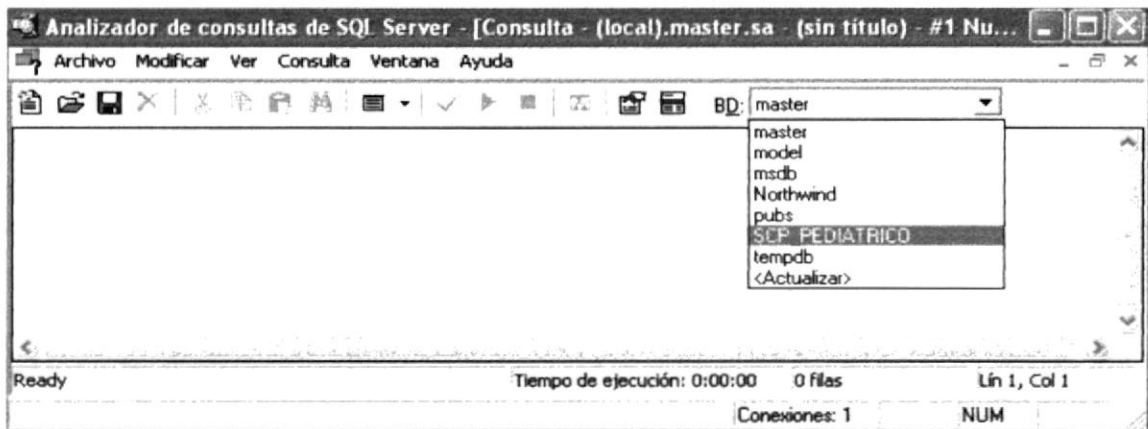 Analizador de consultas de SQL Server - [Consulta - (local).master.sa - (sin título) - #1 Nu...
Archivo Modificar Ver Consulta Ventana Ayuda
BD: master
master
model
msdb
Northwind
pubs
SCP_PEDIATRICO
tempdb
<Actualizar>
Ready Tiempo de ejecución: 0:00:00 0 filas Lín 1, Col 1
Conexiones: 1 NUM